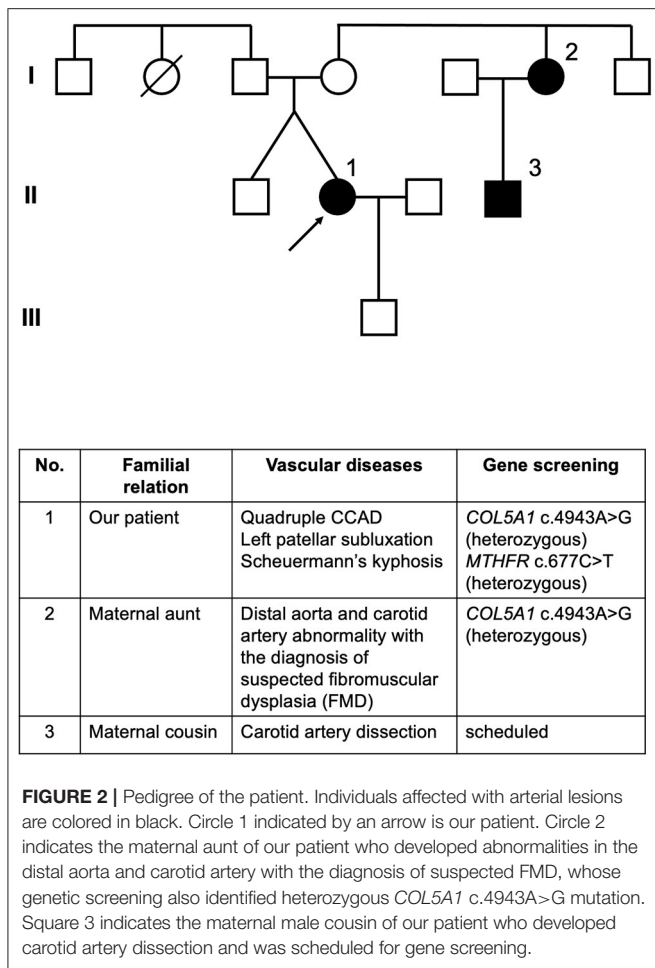 I
2
1
3
II
III
No. Familial relation Vascular diseases Gene screening
1 Our patient Quadruple CCAD COL5A1 c.4943A>G
Left patellar subluxation (heterozygous)
Scheuermann's kyphosis MTHFR c.677C>T
(heterozygous)
2 Maternal aunt Distal aorta and carotid COL5A1 c.4943A>G
artery abnormality with (heterozygous)
the diagnosis of
suspected fibromuscular
dysplasia (FMD)
3 Maternal cousin Carotid artery dissection scheduled
FIGURE 2 | Pedigree of the patient. Individuals affected with arterial lesions
are colored in black. Circle 1 indicated by an arrow is our patient. Circle 2
indicates the maternal aunt of our patient who developed abnormalities in the
distal aorta and carotid artery with the diagnosis of suspected FMD, whose
genetic screening also identified heterozygous COL5A1 c.4943A>G mutation.
Square 3 indicates the maternal male cousin of our patient who developed
carotid artery dissection and was scheduled for gene screening.